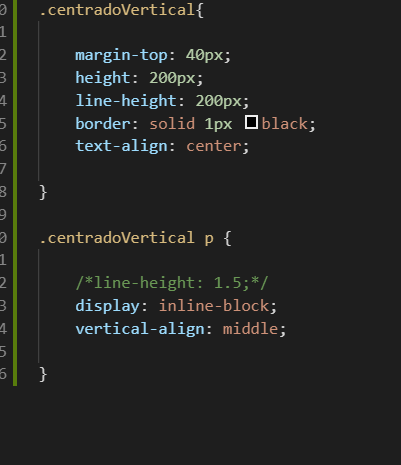 0 .centradoVertical{
1
2 margin-top: 40px;
3 height: 200px;
4 line-height: 200px;
5 border: solid 1px black;
6 text-align: center;
7
8 }
9
0 .centradoVertical p {
1
2 /*line-height: 1.5;*/
3 display: inline-block;
4 vertical-align: middle;
5
6 }